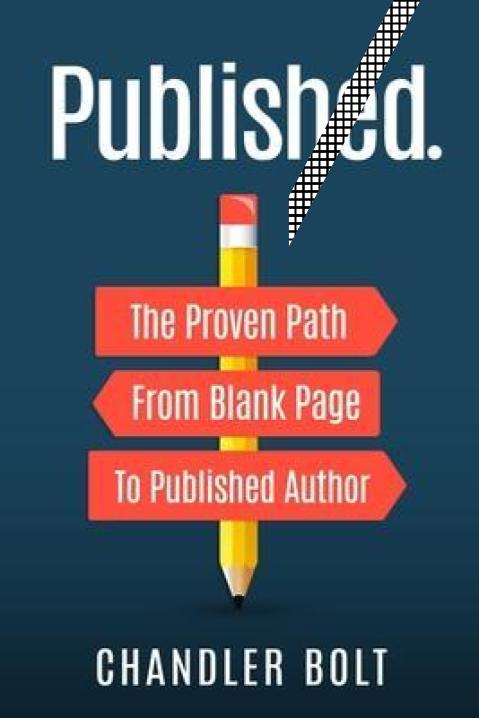 Published.
The Proven Path
From Blank Page
To Published Author
CHANDLER BOLT